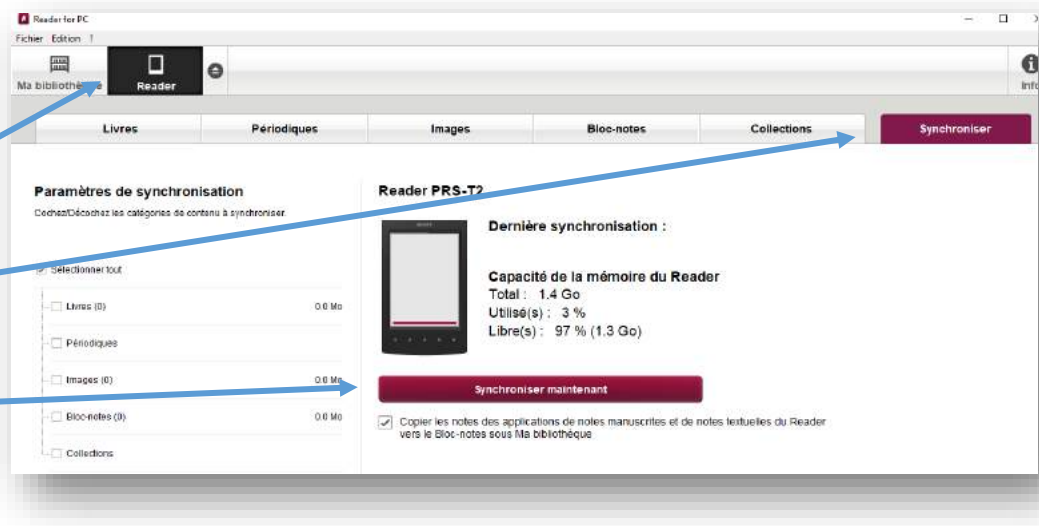 Reader for PC
Fichier Edition ?
Ma bibliothèque
Reader
Info
Livres
Périodiques
Images
Bloc-notes
Collections
Synchroniser
Paramètres de synchronisation
Cochez/Décochez les catégories de contenu à synchroniser.
Sélectionner tout
Livres (0) 0.0 Mo
Périodiques
Images (0) 0.0 Mo
Bloc-notes (0) 0.0 Mo
Collections
Reader PRS-T2
SONY
Dernière synchronisation :
Capacité de la mémoire du Reader
Total : 1.4 Go
Utilisé(s) : 3 %
Libre(s) : 97 % (1.3 Go)
Synchroniser maintenant
Copier les notes des applications de notes manuscrites et de notes textuelles du Reader
vers le Bloc-notes sous Ma bibliothèque